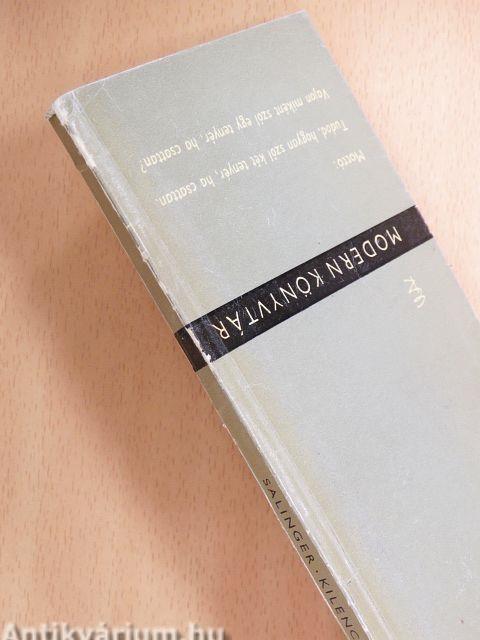 Mottó:
Tudod, hogyan szól két tenyér, ha csattan.
Vajon miként szól egy tenyér, ha csattan?
MODERN KÖNYVTÁR
SALINGER · KILENC
Antikvárium.hu